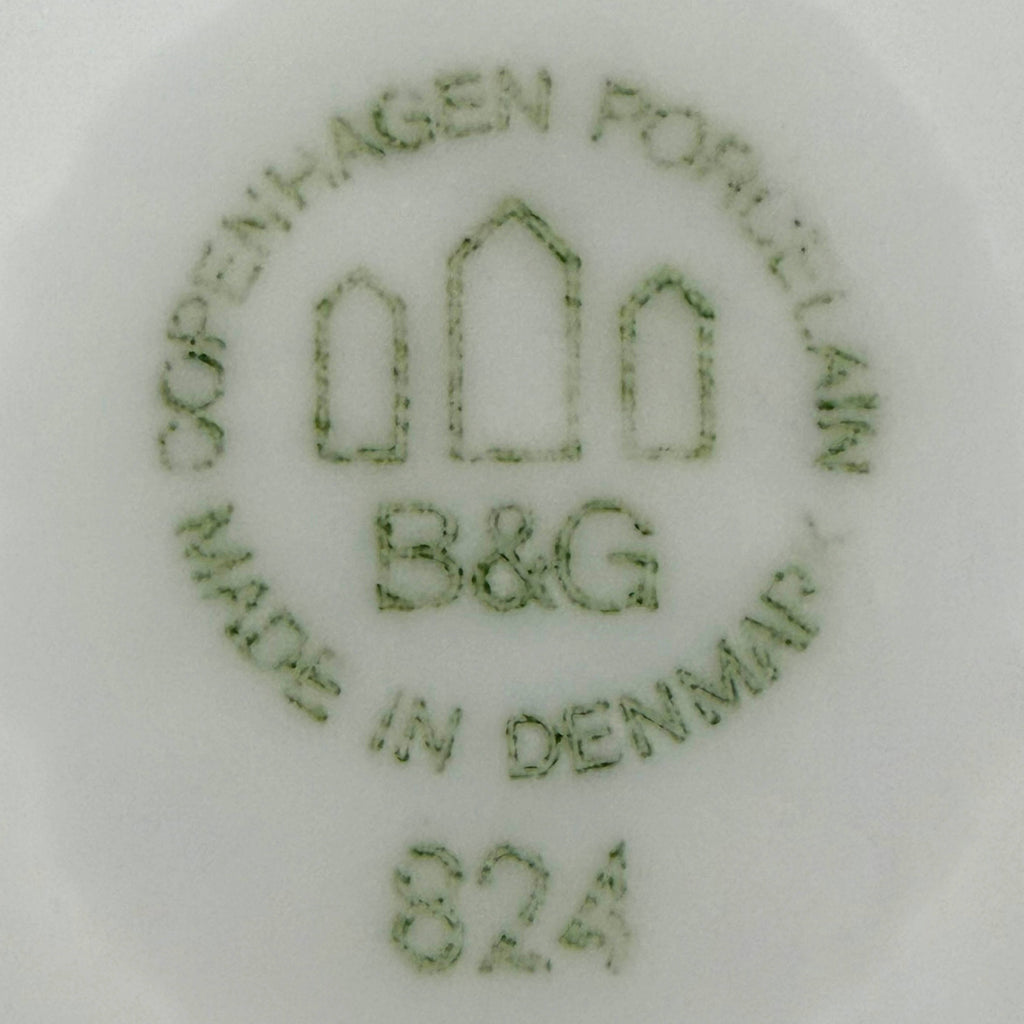 COPENHAGEN PORCELAIN
B&G
MADE IN DENMARK
824